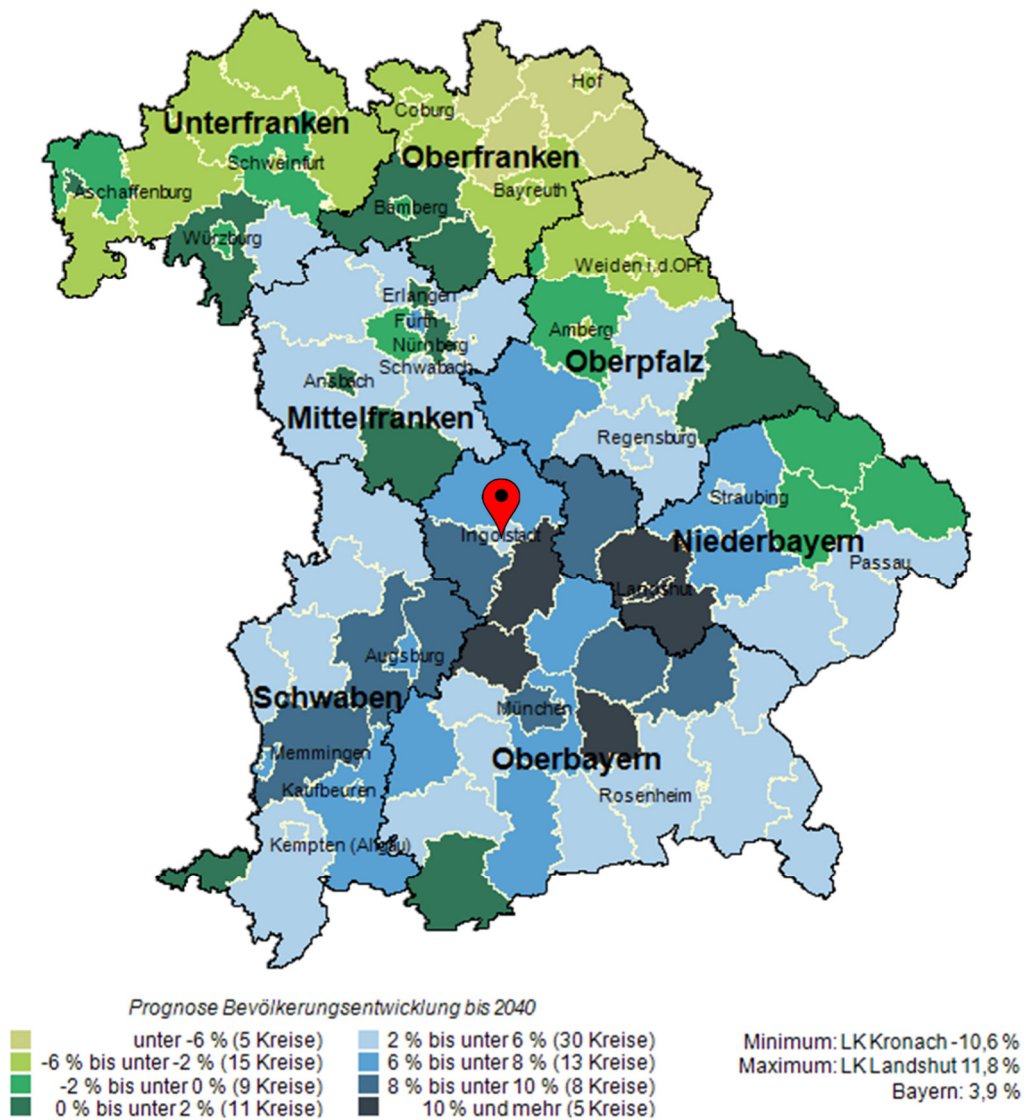 Hof
Coburg
Unterfranken
Oberfranken
Schweinfurt
Aschaffenburg
Bayreuth
Bamberg
Würzburg
Weiden i.d.OPf.
Erlangen
Fürth
Amberg
Nürnberg
Oberpfalz
Schwabach
Ansbach
Mittelfranken
Regensburg
Straubing
Ingolstadt
Niederbayern
Passau
Landshut
Augsburg
Schwaben
München
Memmingen
Oberbayern
Kaufbeuren
Rosenheim
Kempten (Allgäu)
Prognose Bevölkerungsentwicklung bis 2040
unter -6 % (5 Kreise)
-6 % bis unter -2 % (15 Kreise)
-2 % bis unter 0 % (9 Kreise)
0 % bis unter 2 % (11 Kreise)
2 % bis unter 6 % (30 Kreise)
6 % bis unter 8 % (13 Kreise)
8 % bis unter 10 % (8 Kreise)
10 % und mehr (5 Kreise)
Minimum: LK Kronach -10,6 %
Maximum: LK Landshut 11,8 %
Bayern: 3,9 %